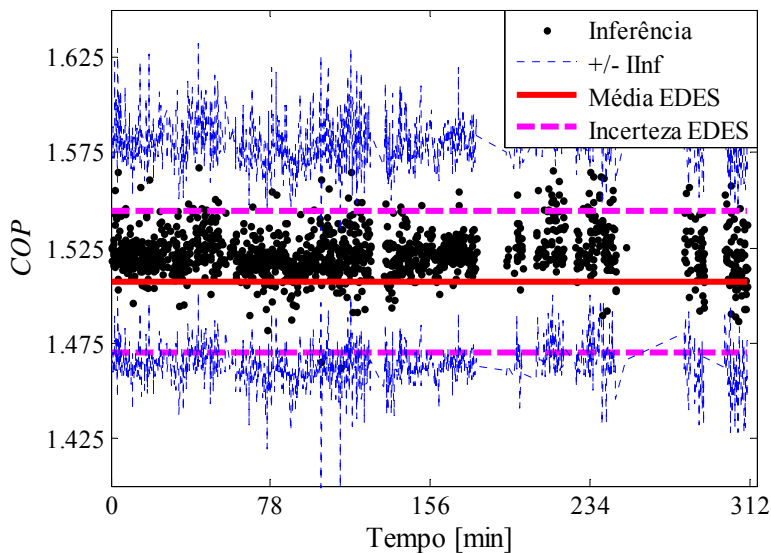 Inferência
+/- IInf
Média EDES
Incerteza EDES
COP
1.625
1.575
1.525
1.475
1.425
0
78
156
234
312
Tempo [min]